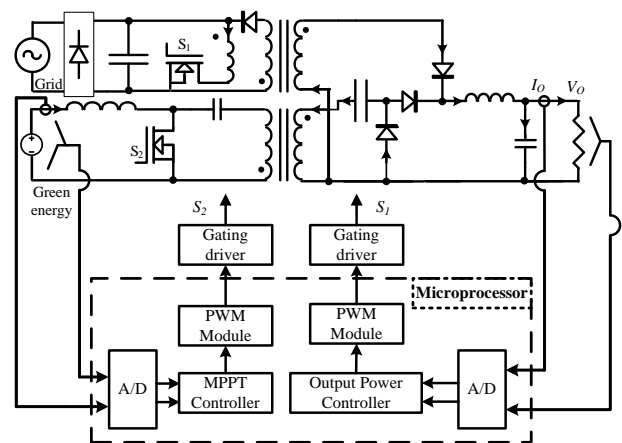 S1
Grid
IO
VO
S2
Green
energy
S2
S1
Gating
driver
Gating
driver
Microprocessor
PWM
Module
PWM
Module
A/D
MPPT
Controller
Output Power
Controller
A/D